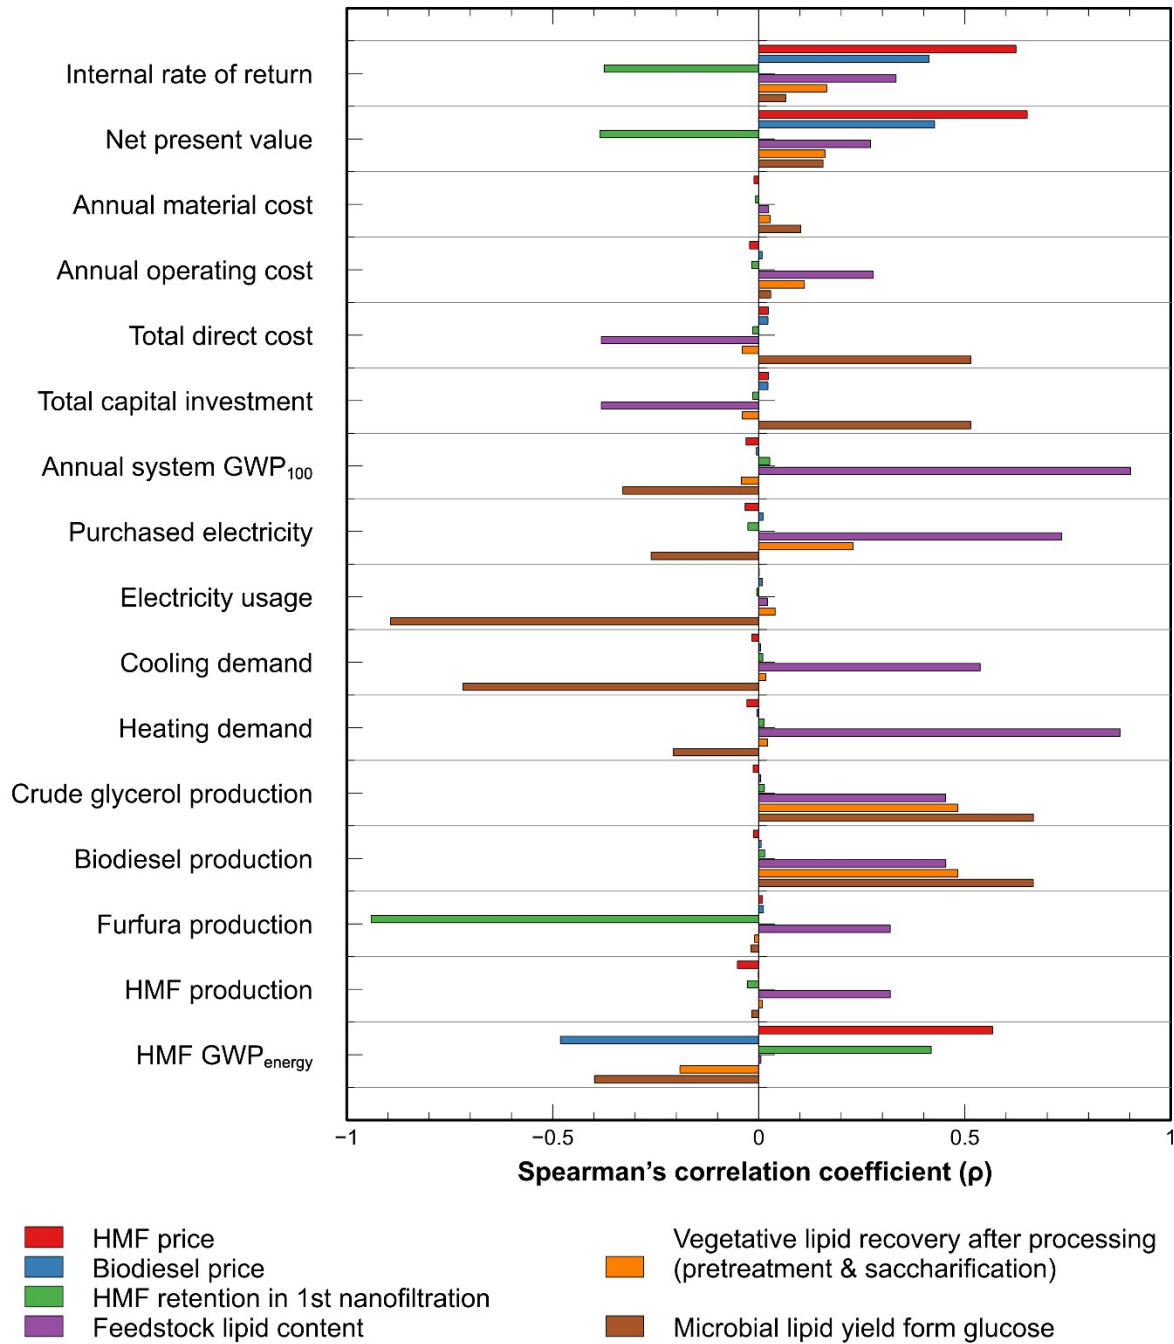 Internal rate of return
Net present value
Annual material cost
Annual operating cost
Total direct cost
Total capital investment
Annual system GWP₁₀₀
Purchased electricity
Electricity usage
Cooling demand
Heating demand
Crude glycerol production
Biodiesel production
Furfura production
HMF production
HMF GWPenergy
−1 −0.5 0 0.5 1
Spearman's correlation coefficient (ρ)
HMF price
Biodiesel price
HMF retention in 1st nanofiltration
Feedstock lipid content
Vegetative lipid recovery after processing
(pretreatment & saccharification)
Microbial lipid yield form glucose